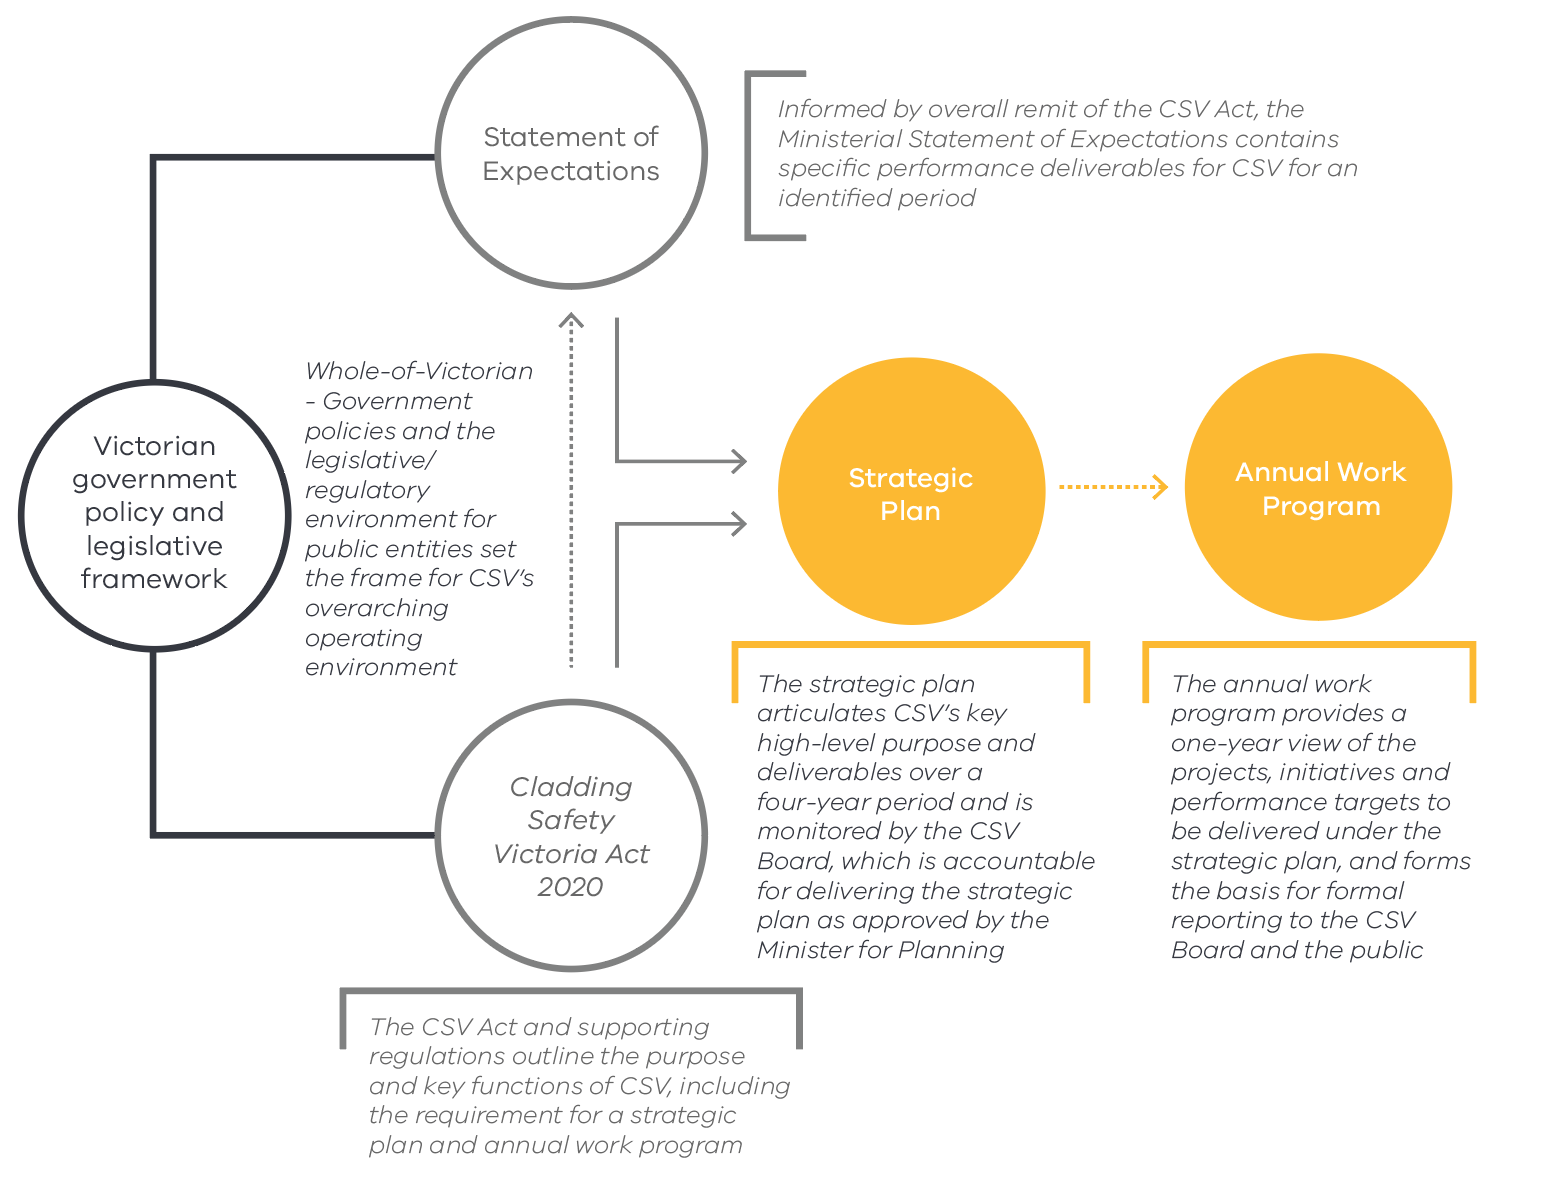 Statement of
Expectations
Informed by overall remit of the CSV Act, the
Ministerial Statement of Expectations contains
specific performance deliverables for CSV for an
identified period
Victorian
government
policy and
legislative
framework
Whole-of-Victorian
- Government
policies and the
legislative/
regulatory
environment for
public entities set
the frame for CSV's
overarching
operating
environment
Strategic
Plan
Annual Work
Program
Cladding
Safety
Victoria Act
2020
The strategic plan
articulates CSV's key
high-level purpose and
deliverables over a
four-year period and is
monitored by the CSV
Board, which is accountable
for delivering the strategic
plan as approved by the
Minister for Planning
The annual work
program provides a
one-year view of the
projects, initiatives and
performance targets to
be delivered under the
strategic plan, and forms
the basis for formal
reporting to the CSV
Board and the public
The CSV Act and supporting
regulations outline the purpose
and key functions of CSV, including
the requirement for a strategic
plan and annual work program